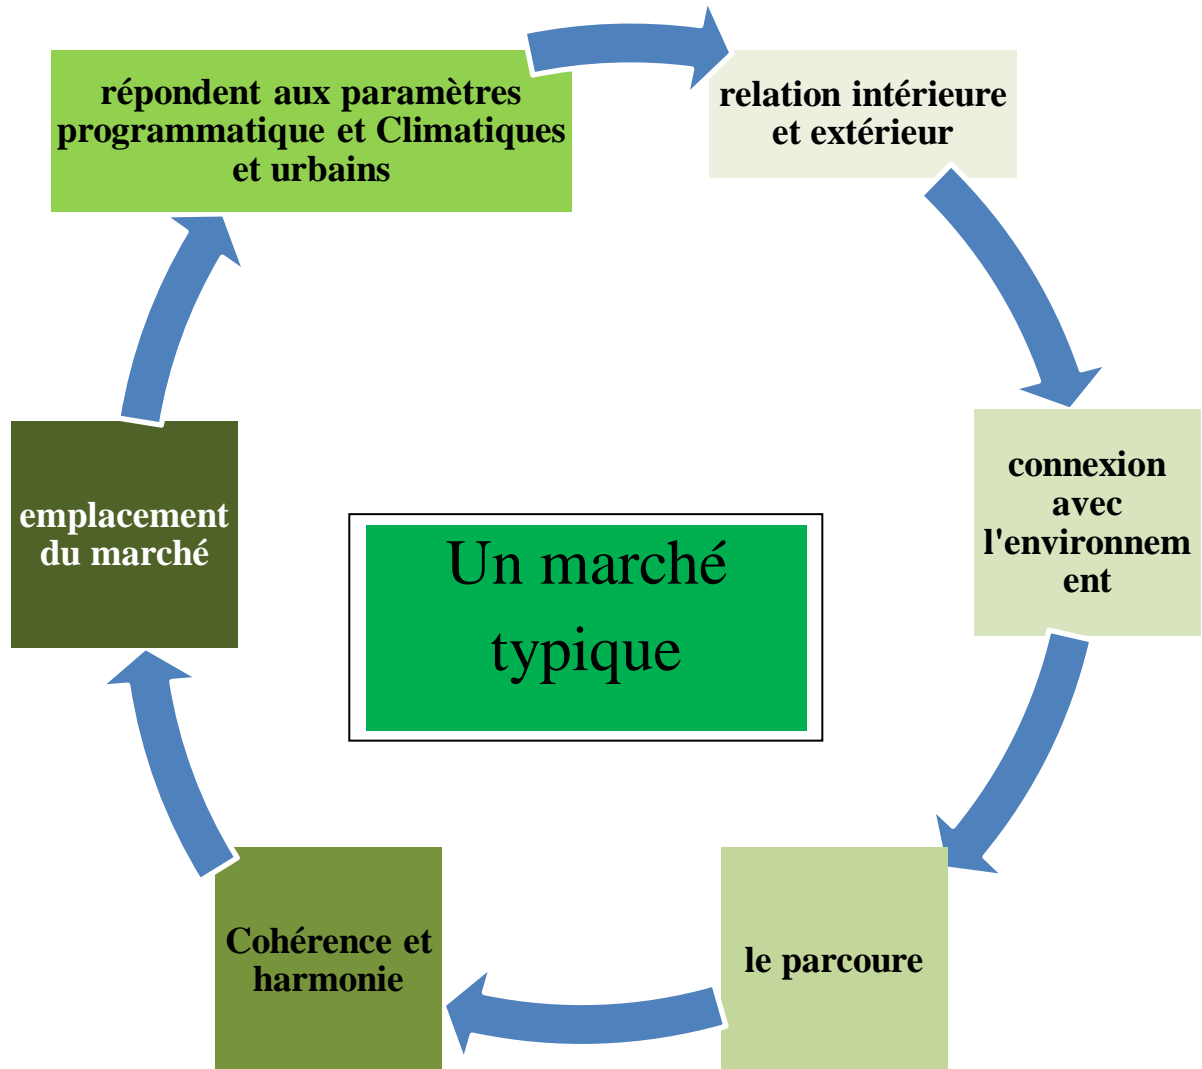 répondent aux paramètres
programmatique et Climatiques
et urbains
relation intérieure
et extérieur
connexion
avec
l'environnem
ent
le parcoure
Cohérence et
harmonie
emplacement
du marché
Un marché
typique